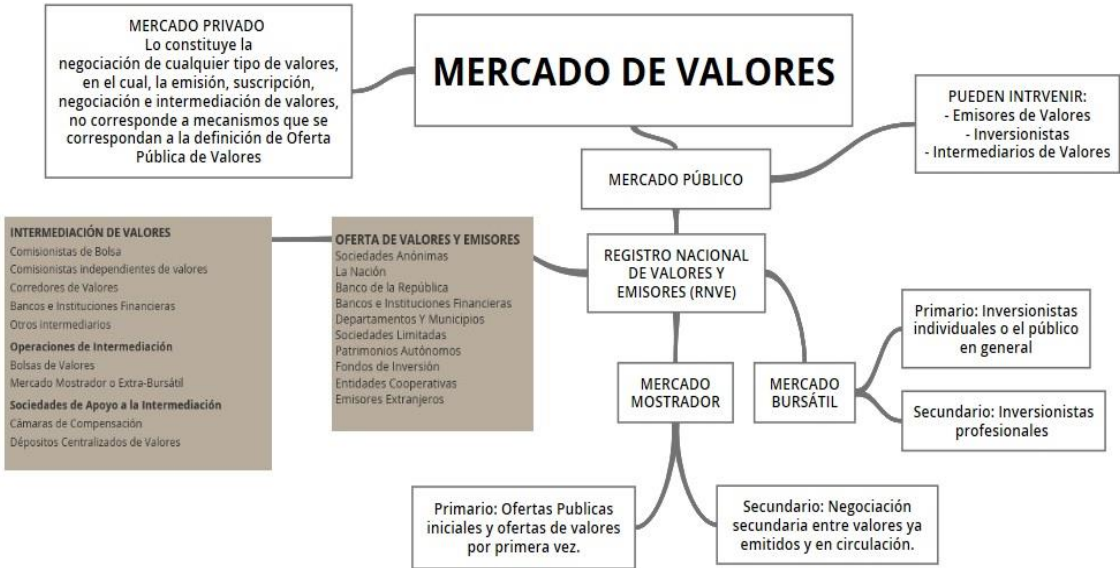 MERCADO DE VALORES
MERCADO PRIVADO
Lo constituye la
negociación de cualquier tipo de valores,
en el cual, la emisión, suscripción,
negociación e intermediación de valores,
no corresponde a mecanismos que se
correspondan a la definición de Oferta
Pública de Valores
MERCADO PÚBLICO
PUEDEN INTRVENIR:
- Emisores de Valores
- Inversionistas
- Intermediarios de Valores
REGISTRO NACIONAL
DE VALORES Y
EMISORES (RNVE)
OFERTA DE VALORES Y EMISORES
Sociedades Anónimas
La Nación
Banco de la República
Bancos e Instituciones Financieras
Departamentos Y Municipios
Sociedades Limitadas
Patrimonios Autónomos
Fondos de Inversión
Entidades Cooperativas
Emisores Extranjeros
INTERMEDIACIÓN DE VALORES
Comisionistas de Bolsa
Comisionistas independientes de valores
Corredores de Valores
Bancos e Instituciones Financieras
Otros intermediarios
Operaciones de Intermediación
Bolsas de Valores
Mercado Mostrador o Extra-Bursátil
Sociedades de Apoyo a la Intermediación
Cámaras de Compensación
Dépositos Centralizados de Valores
MERCADO
MOSTRADOR
Primario: Ofertas Publicas
iniciales y ofertas de valores
por primera vez.
Secundario: Negociación
secundaria entre valores ya
emitidos y en circulación.
MERCADO
BURSÁTIL
Primario: Inversionistas
individuales o el público
en general
Secundario: Inversionistas
profesionales